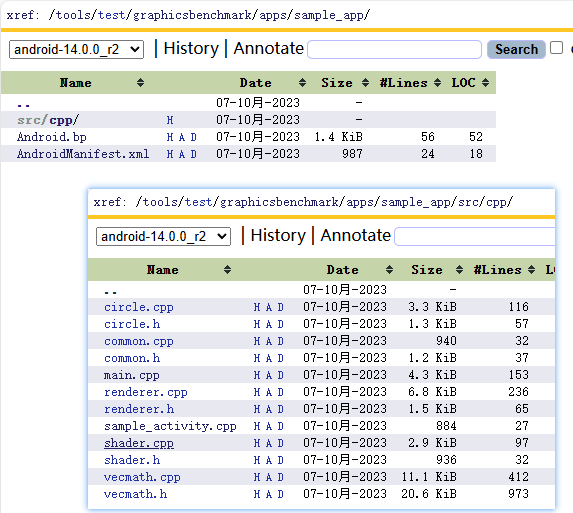 xref: /tools/test/graphicsbenchmark/apps/sample_app/
android-14.0.0_r2 | History | Annotate Search
Name Date Size #Lines LOC
.. 07-10月-2023 -
src/cpp/ H 07-10月-2023 -
Android.bp H A D 07-10月-2023 1.4 KiB 56 52
AndroidManifest.xml H A D 07-10月-2023 987 24 18
xref: /tools/test/graphicsbenchmark/apps/sample_app/src/cpp/
android-14.0.0_r2 | History | Annotate
Name Date Size #Lines
.. 07-10月-2023 -
circle.cpp H A D 07-10月-2023 3.3 KiB 116
circle.h H A D 07-10月-2023 1.3 KiB 57
common.cpp H A D 07-10月-2023 940 32
common.h H A D 07-10月-2023 1.2 KiB 37
main.cpp H A D 07-10月-2023 4.3 KiB 153
renderer.cpp H A D 07-10月-2023 6.8 KiB 236
renderer.h H A D 07-10月-2023 1.5 KiB 65
sample_activity.cpp H A D 07-10月-2023 884 27
shader.cpp H A D 07-10月-2023 2.9 KiB 97
shader.h H A D 07-10月-2023 936 32
vecmath.cpp H A D 07-10月-2023 11.1 KiB 412
vecmath.h H A D 07-10月-2023 20.6 KiB 973